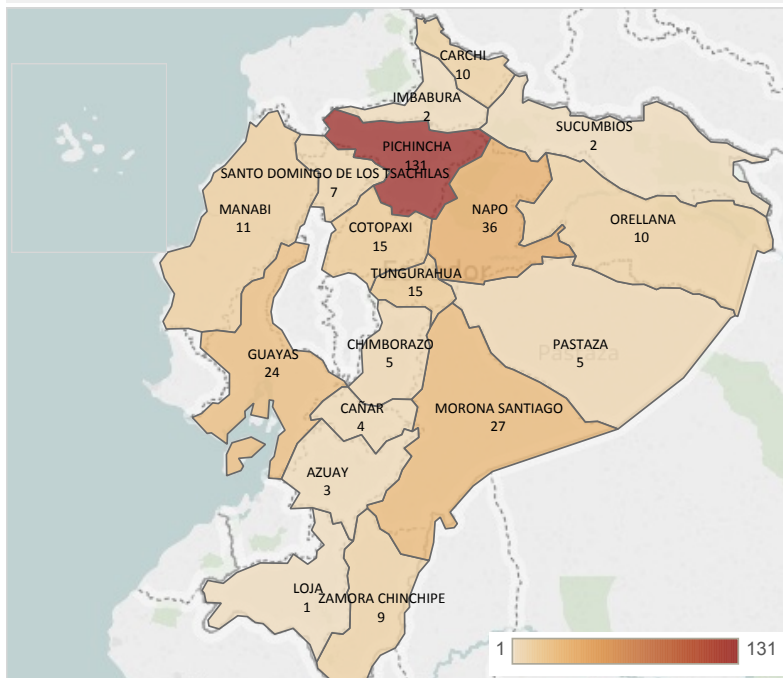 CARCHI
10
IMBABURA
2
SUCUMBIOS
2
PICHINCHA
131
SANTO DOMINGO DE LOS TSACHILAS
7
MANABI
11
NAPO
36
ORELLANA
10
COTOPAXI
15
Ecuador
TUNGURAHUA
15
CHIMBORAZO
5
PASTAZA
5
Pastaza
GUAYAS
24
CAÑAR
4
MORONA SANTIAGO
27
AZUAY
3
LOJA
1
ZAMORA CHINCHIPE
9
1
131